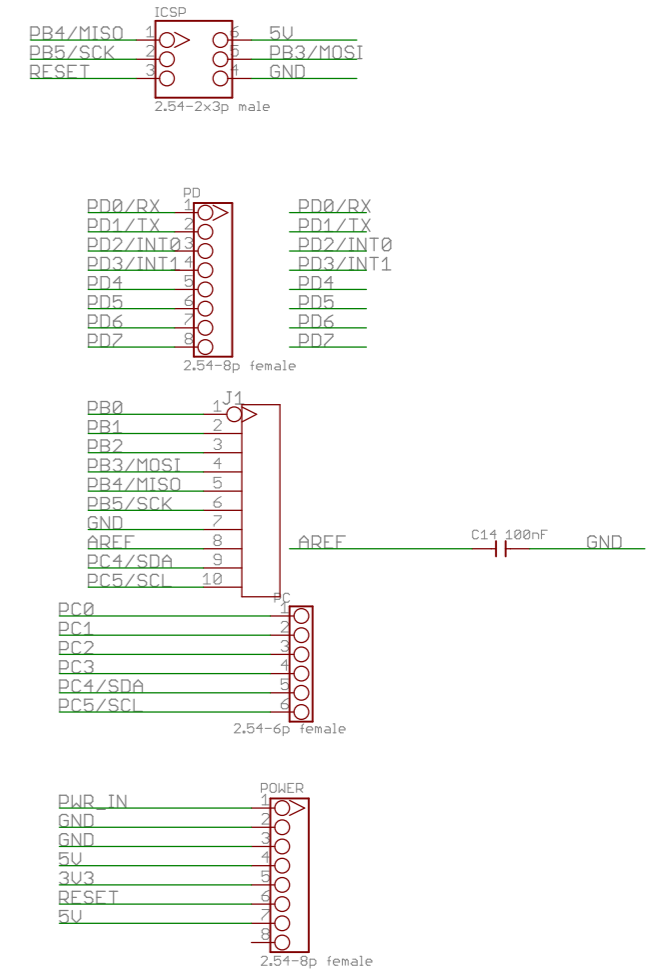 ICSP
PB4/MISO 1 6 5V
PB5/SCK 2 5 PB3/MOSI
RESET 3 4 GND
2.54-2x3p male
PD
PD0/RX 1 PD0/RX
PD1/TX 2 PD1/TX
PD2/INT0 3 PD2/INT0
PD3/INT1 4 PD3/INT1
PD4 5 PD4
PD5 6 PD5
PD6 7 PD6
PD7 8 PD7
2.54-8p female
J1
PB0 1
PB1 2
PB2 3
PB3/MOSI 4
PB4/MISO 5
PB5/SCK 6
GND 7
C14 100nF
AREF 8 AREF GND
PC4/SDA 9
PC5/SCL 10
PC
PC0 1
PC1 2
PC2 3
PC3 4
PC4/SDA 5
PC5/SCL 6
2.54-6p female
POWER
PWR_IN 1
GND 2
GND 3
5V 4
3V3 5
RESET 6
5V 7
8
2.54-8p female